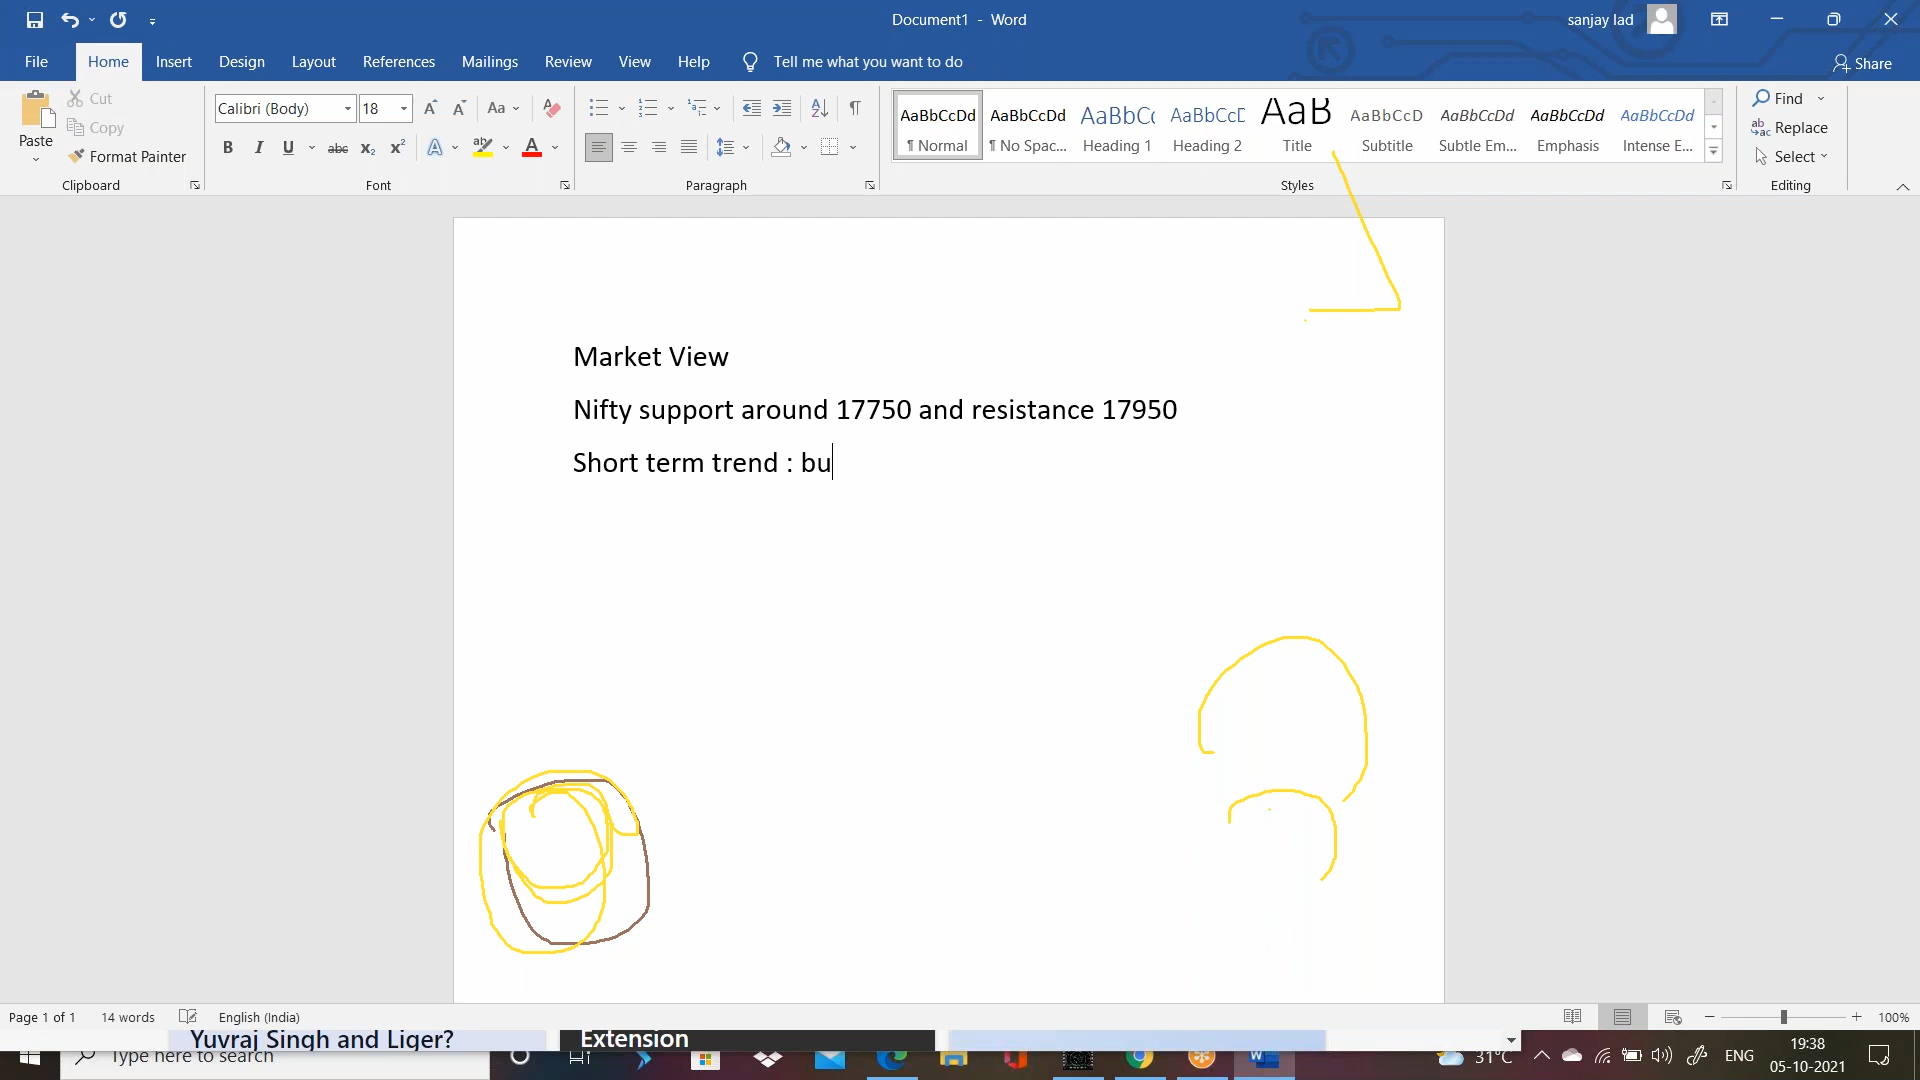 Document1 - Word
sanjay lad
File Home Insert Design Layout References Mailings Review View Help Tell me what you want to do
Share
Paste
Cut
Copy
Format Painter
Clipboard
Calibri (Body) 18
Font
Paragraph
AaBbCcDd AaBbCcDd AaBbCc AaBbCcD AaB AaBbCcD AaBbCcDd AaBbCcDd AaBbCcDd
¶ Normal ¶ No Spac... Heading 1 Heading 2 Title Subtitle Subtle Em... Emphasis Intense E...
Styles
Find
Replace
Select
Editing
Market View
Nifty support around 17750 and resistance 17950
Short term trend : bu
Page 1 of 1 14 words English (India) 100%
Yuvraj Singh and Liger? Extension
Type here to search
31°C ENG 19:38
05-10-2021